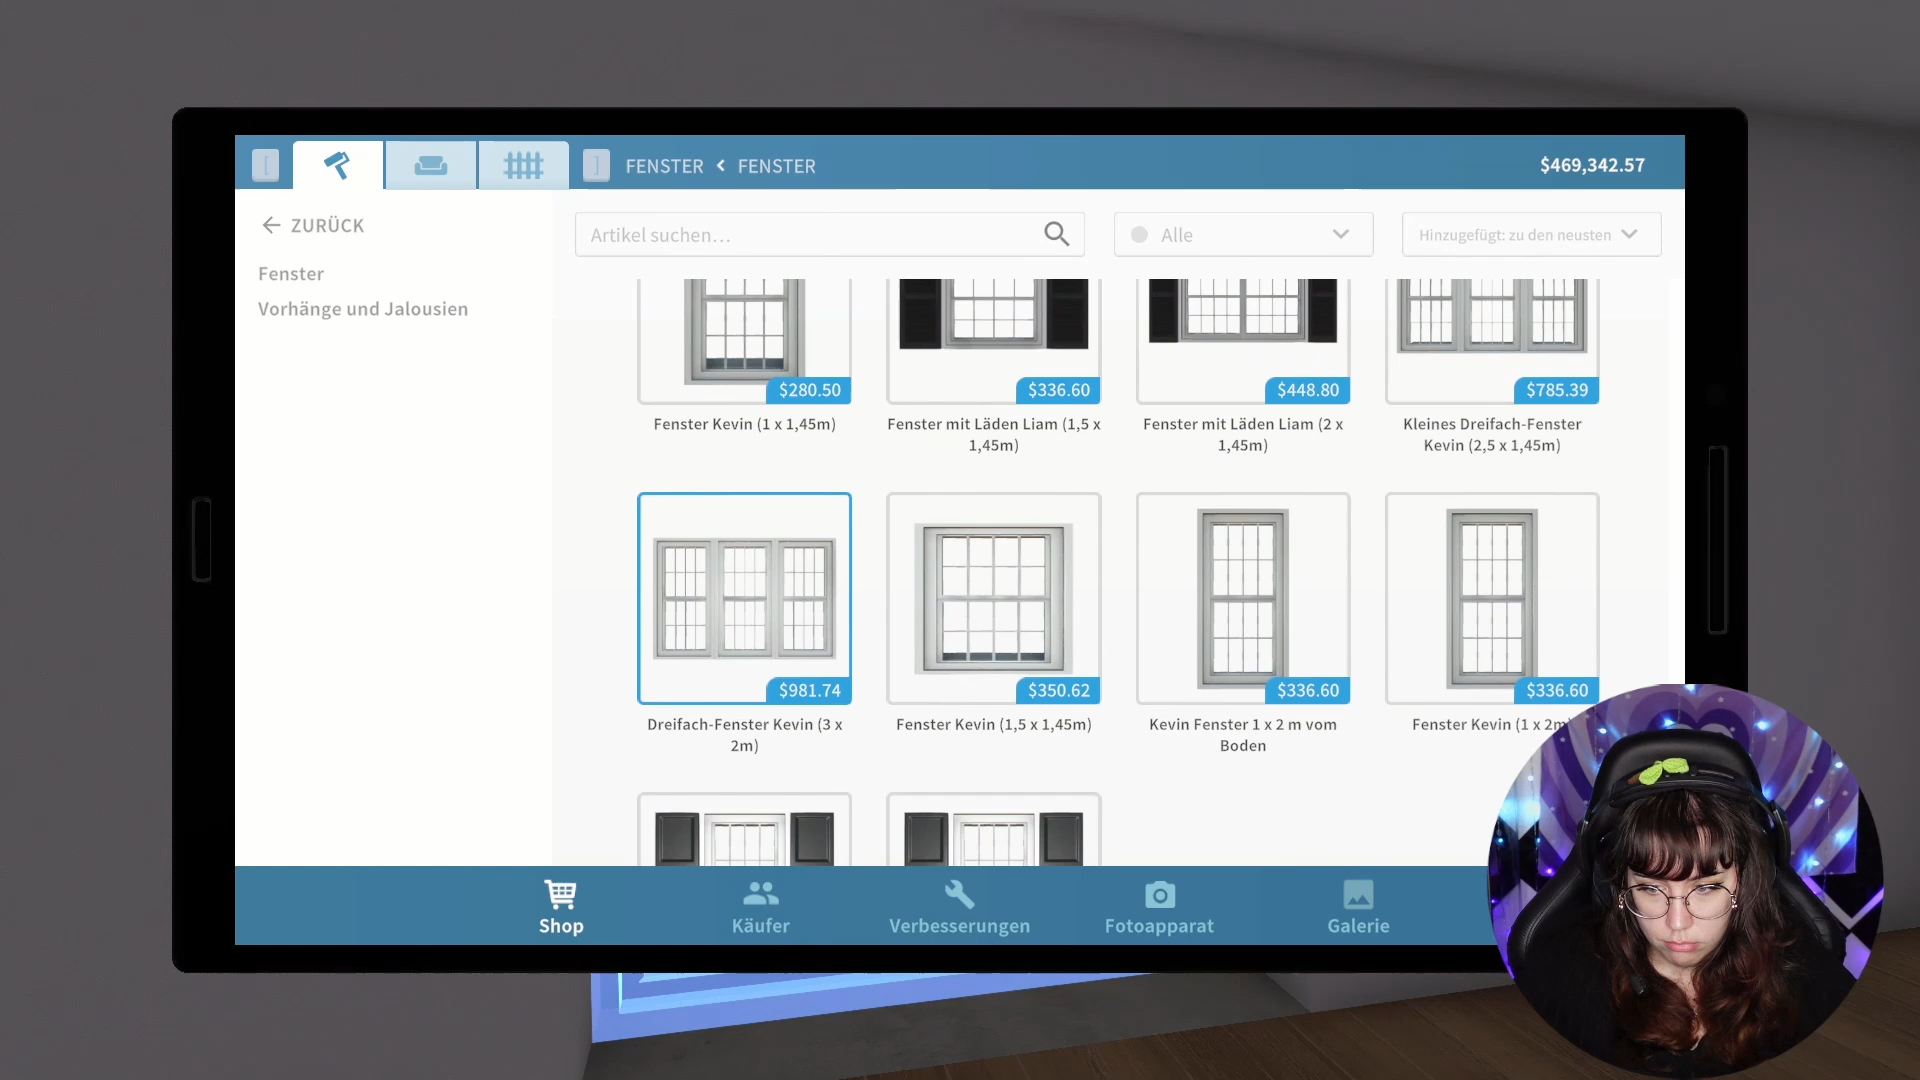 [ ] FENSTER < FENSTER $469,342.57
ZURÜCK
Fenster
Vorhänge und Jalousien
Artikel suchen...
Alle
Hinzugefügt: zu den neusten
$280.50
Fenster Kevin (1 x 1,45m)
$336.60
Fenster mit Läden Liam (1,5 x
1,45m)
$448.80
Fenster mit Läden Liam (2 x
1,45m)
$785.39
Kleines Dreifach-Fenster
Kevin (2,5 x 1,45m)
$981.74
Dreifach-Fenster Kevin (3 x
2m)
$350.62
Fenster Kevin (1,5 x 1,45m)
$336.60
Kevin Fenster 1 x 2 m vom
Boden
$336.60
Fenster Kevin (1 x 2m
Shop
Käufer
Verbesserungen
Fotoapparat
Galerie